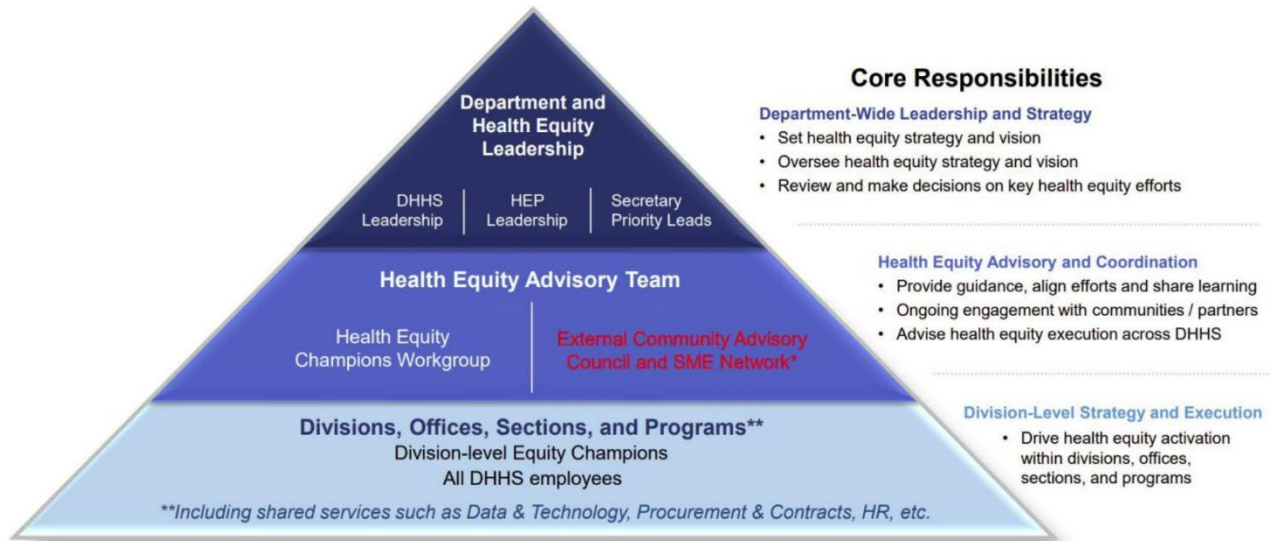 Department and
Health Equity
Leadership
DHHS
Leadership
HEP
Leadership
Secretary
Priority Leads
Health Equity Advisory Team
Health Equity
Champions Workgroup
External Community Advisory
Council and SME Network*
Divisions, Offices, Sections, and Programs**
Division-level Equity Champions
All DHHS employees
**Including shared services such as Data & Technology, Procurement & Contracts, HR, etc.
Core Responsibilities
Department-Wide Leadership and Strategy
• Set health equity strategy and vision
• Oversee health equity strategy and vision
• Review and make decisions on key health equity efforts
Health Equity Advisory and Coordination
• Provide guidance, align efforts and share learning
• Ongoing engagement with communities / partners
• Advise health equity execution across DHHS
Division-Level Strategy and Execution
• Drive health equity activation
within divisions, offices,
sections, and programs